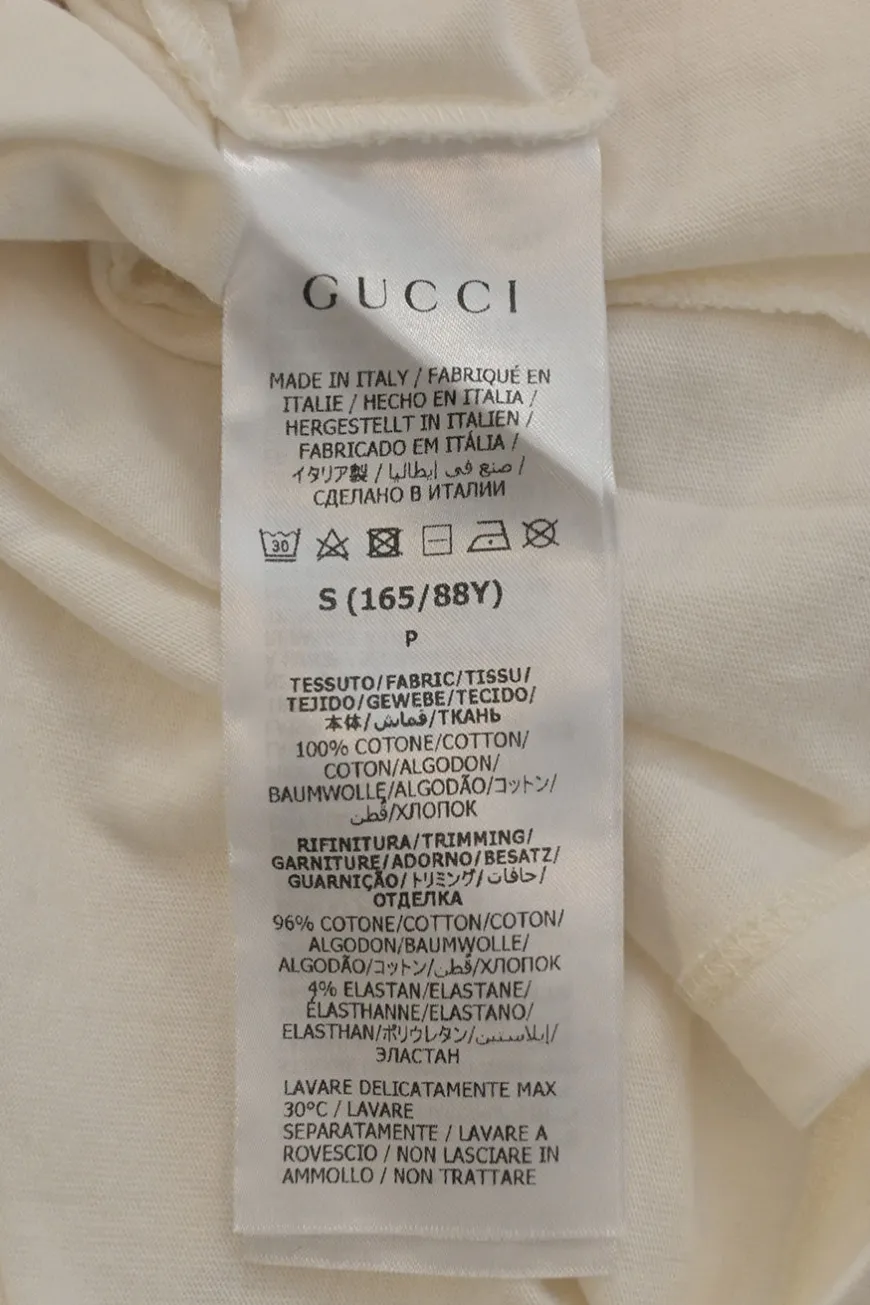 GUCCI
MADE IN ITALY / FABRIQUÉ EN
ITALIE / HECHO EN ITALIA /
HERGESTELLT IN ITALIEN /
FABRICADO EM ITÁLIA /
イタリア製 / صنع في إيطاليا /
СДЕЛАНО В ИТАЛИИ
30
S (165/88Y)
P
TESSUTO/FABRIC/TISSU/
TEJIDO/GEWEBE/TECIDO/
本体/قماش/ТКАНЬ
100% COTONE/COTTON/
COTON/ALGODON/
BAUMWOLLE/ALGODÃO/コットン/
قطن/ХЛОПОК
RIFINITURA/TRIMMING/
GARNITURE/ADORNO/BESATZ/
GUARNIÇÃO/トリミング/حافات/
ОТДЕЛКА
96% COTONE/COTTON/COTON/
ALGODON/BAUMWOLLE/
ALGODÃO/コットン/قطن/ХЛОПОК
4% ELASTAN/ELASTANE/
ÉLASTHANNE/ELASTANO/
ELASTHAN/ポリウレタン/إيلاستين/
ЭЛАСТАН
LAVARE DELICATAMENTE MAX
30°C / LAVARE
SEPARATAMENTE / LAVARE A
ROVESCIO / NON LASCIARE IN
AMMOLLO / NON TRATTARE